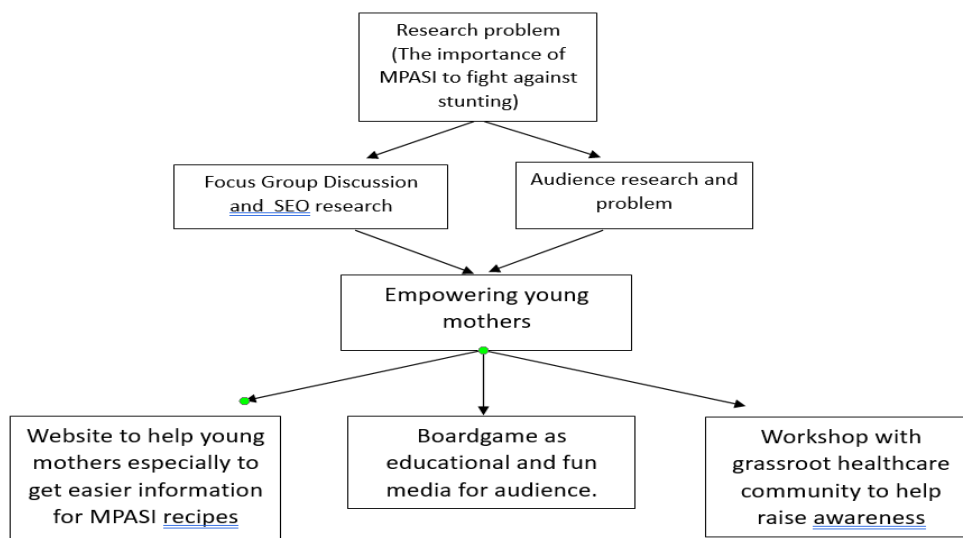 Research problem
(The importance of
MPASI to fight against
stunting)
Focus Group Discussion
and SEO research
Audience research and
problem
Empowering young
mothers
Website to help young
mothers especially to
get easier information
for MPASI recipes
Boardgame as
educational and fun
media for audience.
Workshop with
grassroot healthcare
community to help
raise awareness